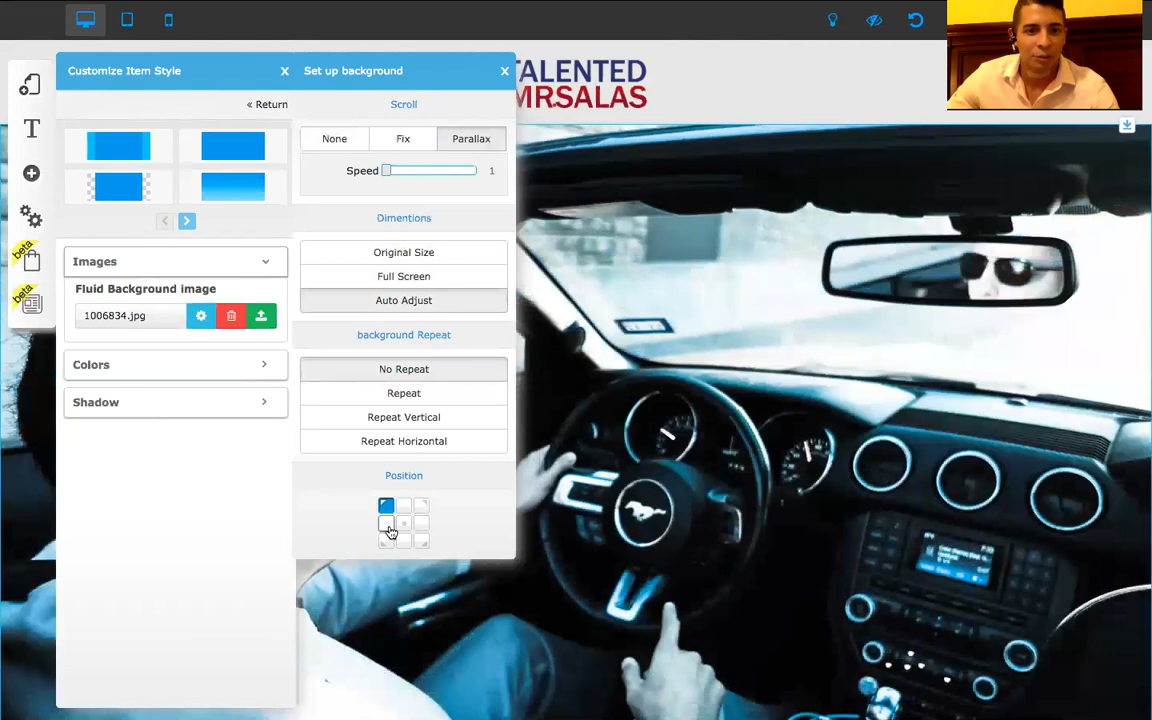 TALENTED
MRSALAS
Customize Item Style X
Set up background X
« Return
Scroll
None Fix Parallax
Speed 1
Dimentions
Original Size
Full Screen
Auto Adjust
background Repeat
No Repeat
Repeat
Repeat Vertical
Repeat Horizontal
Position
Images
Fluid Background image
1006834.jpg
Colors
Shadow
T
beta
beta